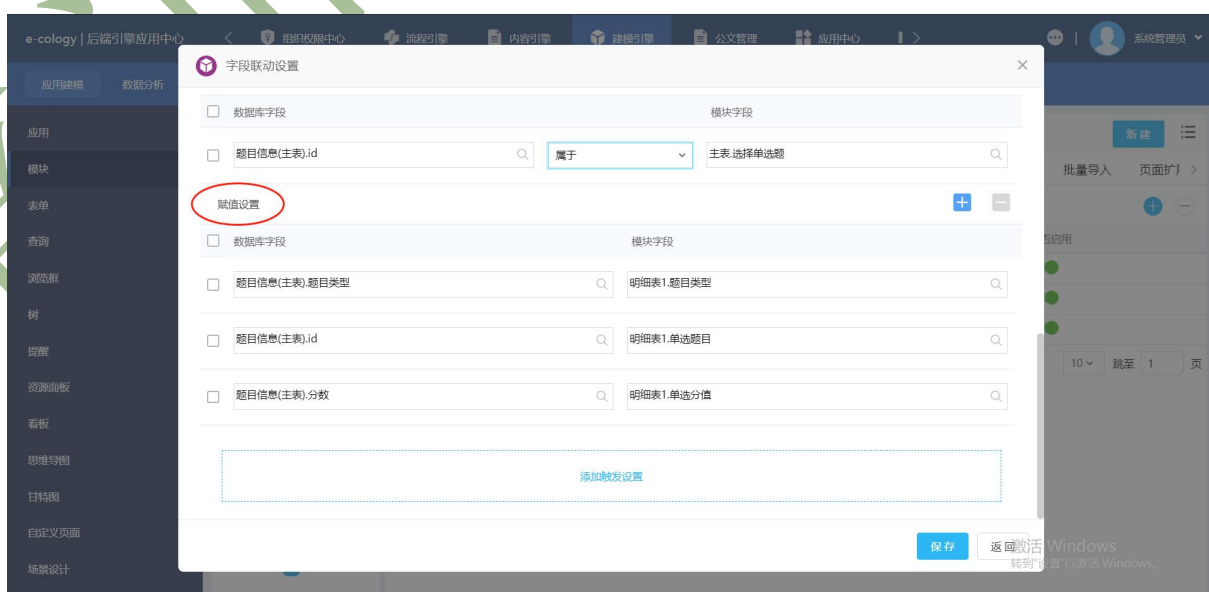 e-cology | 后端引擎应用中心 组织权限中心 流程引擎 内容引擎 建模引擎 公文管理 应用中心 系统管理员
应用建模 数据分析
字段联动设置
应用
模块
表单
查询
浏览框
树
提醒
资源面板
看板
思维导图
甘特图
自定义页面
场景设计
数据库字段 模块字段
题目信息(主表).id 属于 主表.选择单选题
赋值设置
数据库字段 模块字段
题目信息(主表).题目类型 明细表1.题目类型
题目信息(主表).id 明细表1.单选题目
题目信息(主表).分数 明细表1.单选分值
添加触发设置
保存 返回
新建
批量导入 页面扩
启用
10 跳至 1 页
激活 Windows
转到"设置"以激活 Windows。